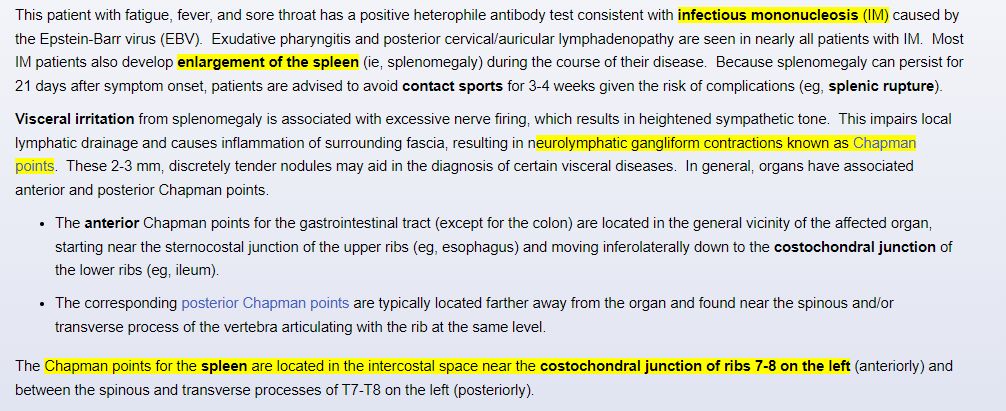 This patient with fatigue, fever, and sore throat has a positive heterophile antibody test consistent with infectious mononucleosis (IM) caused by
the Epstein-Barr virus (EBV).  Exudative pharyngitis and posterior cervical/auricular lymphadenopathy are seen in nearly all patients with IM.  Most
IM patients also develop enlargement of the spleen (ie, splenomegaly) during the course of their disease.  Because splenomegaly can persist for
21 days after symptom onset, patients are advised to avoid contact sports for 3-4 weeks given the risk of complications (eg, splenic rupture).
Visceral irritation from splenomegaly is associated with excessive nerve firing, which results in heightened sympathetic tone.  This impairs local
lymphatic drainage and causes inflammation of surrounding fascia, resulting in neurolymphatic gangliform contractions known as Chapman
points.  These 2-3 mm, discretely tender nodules may aid in the diagnosis of certain visceral diseases.  In general, organs have associated
anterior and posterior Chapman points.
• The anterior Chapman points for the gastrointestinal tract (except for the colon) are located in the general vicinity of the affected organ,
starting near the sternocostal junction of the upper ribs (eg, esophagus) and moving inferolaterally down to the costochondral junction of
the lower ribs (eg, ileum).
• The corresponding posterior Chapman points are typically located farther away from the organ and found near the spinous and/or
transverse process of the vertebra articulating with the rib at the same level.
The Chapman points for the spleen are located in the intercostal space near the costochondral junction of ribs 7-8 on the left (anteriorly) and
between the spinous and transverse processes of T7-T8 on the left (posteriorly).